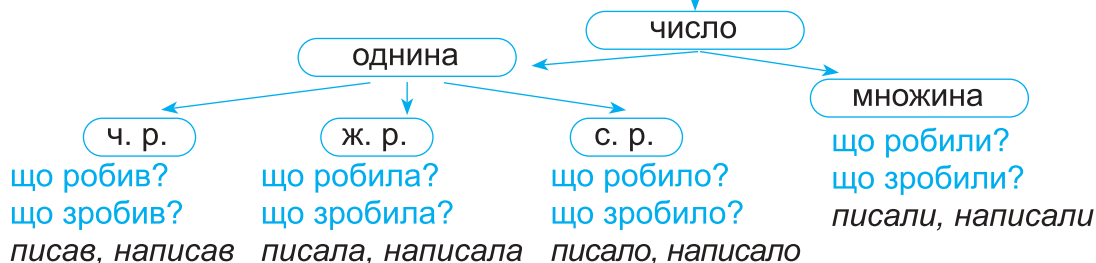 число
однина
множина
ч. р.
що робив?
що зробив?
писав, написав
ж. р.
що робила?
що зробила?
писала, написала
с. р.
що робило?
що зробило?
писало, написало
що робили?
що зробили?
писали, написали